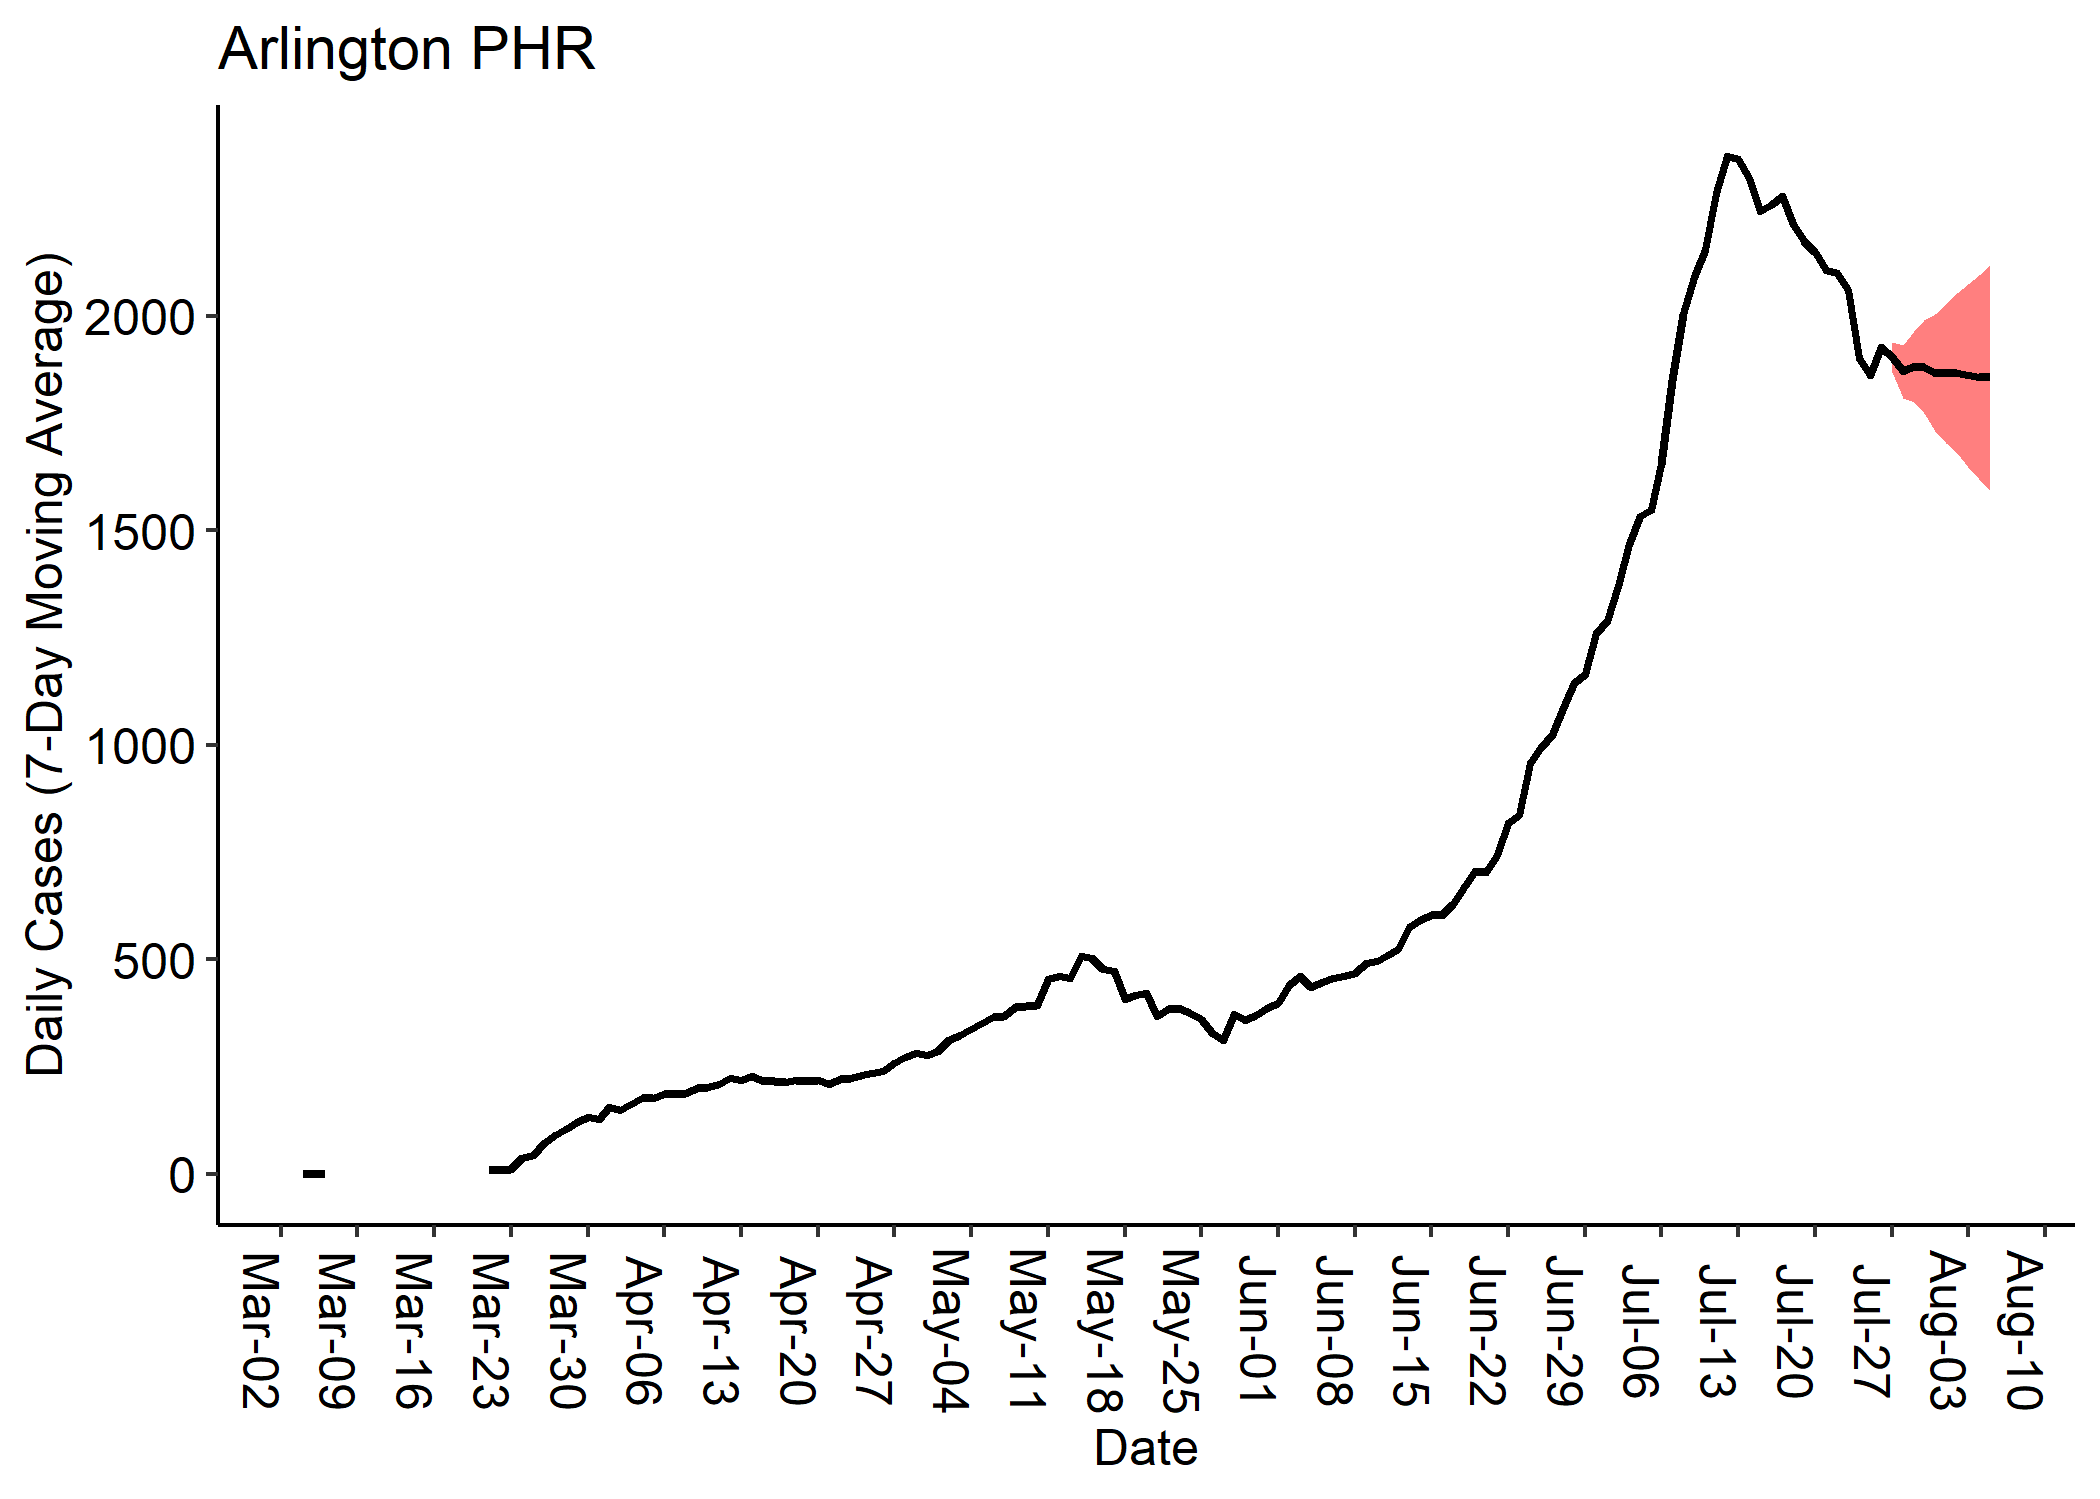 Arlington PHR
Daily Cases (7-Day Moving Average)
2000
1500
1000
500
0
Mar-02
Mar-09
Mar-16
Mar-23
Mar-30
Apr-06
Apr-13
Apr-20
Apr-27
May-04
May-11
May-18
May-25
Jun-01
Jun-08
Jun-15
Jun-22
Jun-29
Jul-06
Jul-13
Jul-20
Jul-27
Aug-03
Aug-10
Date